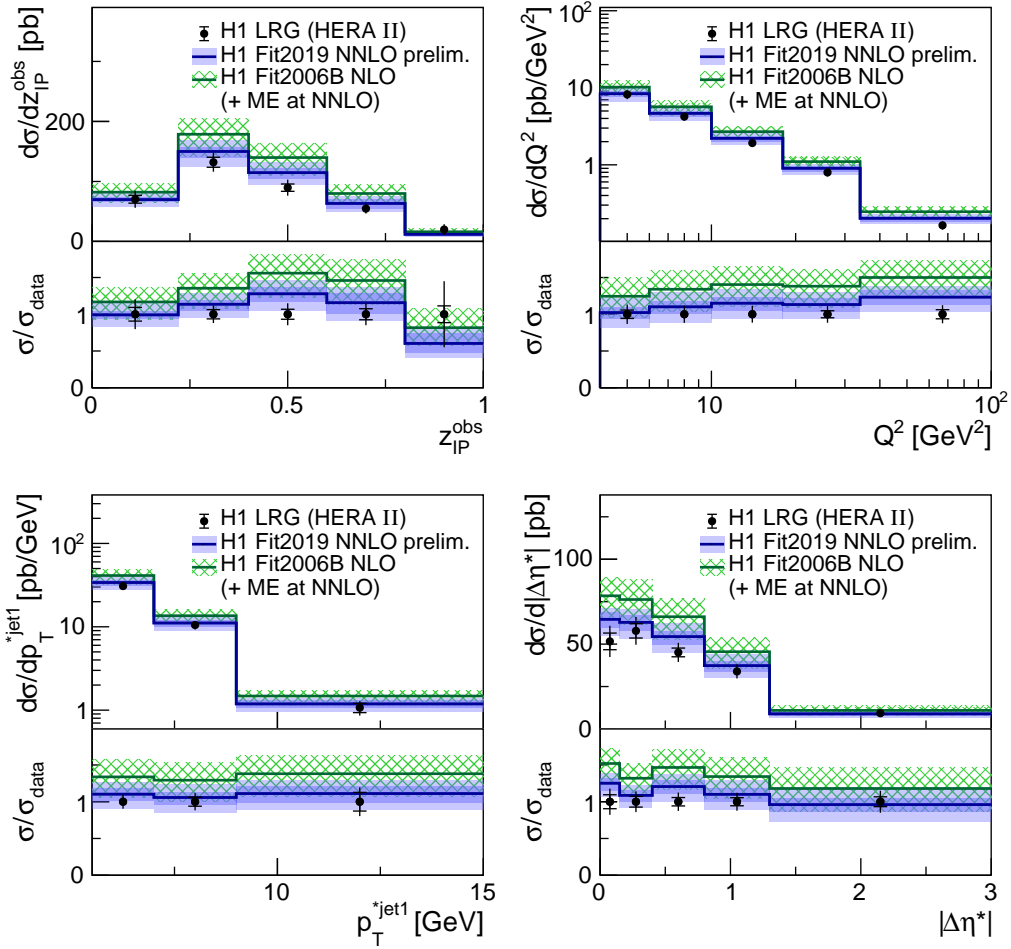 dσ/dz_IP^obs [pb]
H1 LRG (HERA II)
H1 Fit2019 NNLO prelim.
H1 Fit2006B NLO
(+ ME at NNLO)
200
0
σ/σ_data
1
0
0 0.5 1
z_IP^obs
dσ/dQ² [pb/GeV²]
H1 LRG (HERA II)
H1 Fit2019 NNLO prelim.
H1 Fit2006B NLO
(+ ME at NNLO)
10²
10
1
σ/σ_data
1
0
10 10²
Q² [GeV²]
dσ/dp_T^*jet1 [pb/GeV]
H1 LRG (HERA II)
H1 Fit2019 NNLO prelim.
H1 Fit2006B NLO
(+ ME at NNLO)
10²
10
1
σ/σ_data
1
0
10 15
p_T^*jet1 [GeV]
dσ/d|Δη*| [pb]
H1 LRG (HERA II)
H1 Fit2019 NNLO prelim.
H1 Fit2006B NLO
(+ ME at NNLO)
100
50
0
σ/σ_data
1
0
0 1 2 3
|Δη*|